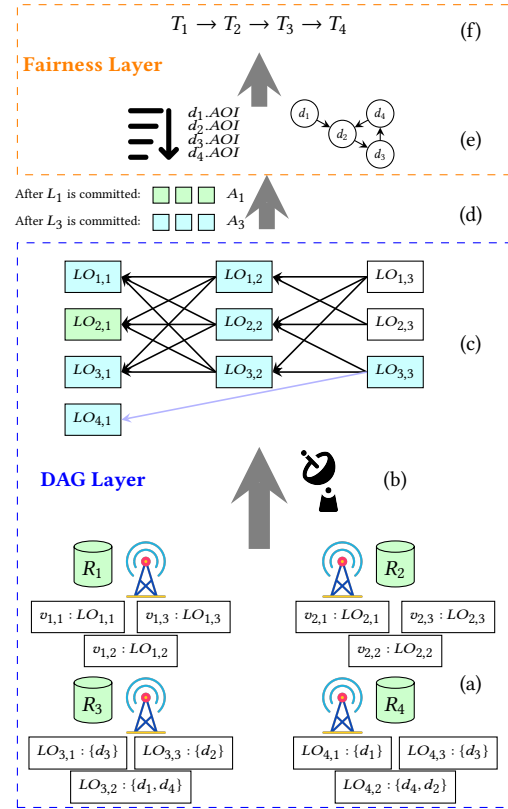 T₁ → T₂ → T₃ → T₄
(f)
Fairness Layer
d₁.AOI
d₂.AOI
d₃.AOI
d₄.AOI
d₁
d₄
d₂
d₃
(e)
After L₁ is committed: A₁
After L₃ is committed: A₃
(d)
LO₁,₁ LO₁,₂ LO₁,₃
LO₂,₁ LO₂,₂ LO₂,₃
LO₃,₁ LO₃,₂ LO₃,₃
(c)
LO₄,₁
DAG Layer
(b)
R₁ R₂
v₁,₁ : LO₁,₁ v₁,₃ : LO₁,₃ v₂,₁ : LO₂,₁ v₂,₃ : LO₂,₃
v₁,₂ : LO₁,₂ v₂,₂ : LO₂,₂
R₃ R₄
(a)
LO₃,₁ : {d₃} LO₃,₃ : {d₂} LO₄,₁ : {d₁} LO₄,₃ : {d₃}
LO₃,₂ : {d₁, d₄} LO₄,₂ : {d₄, d₂}